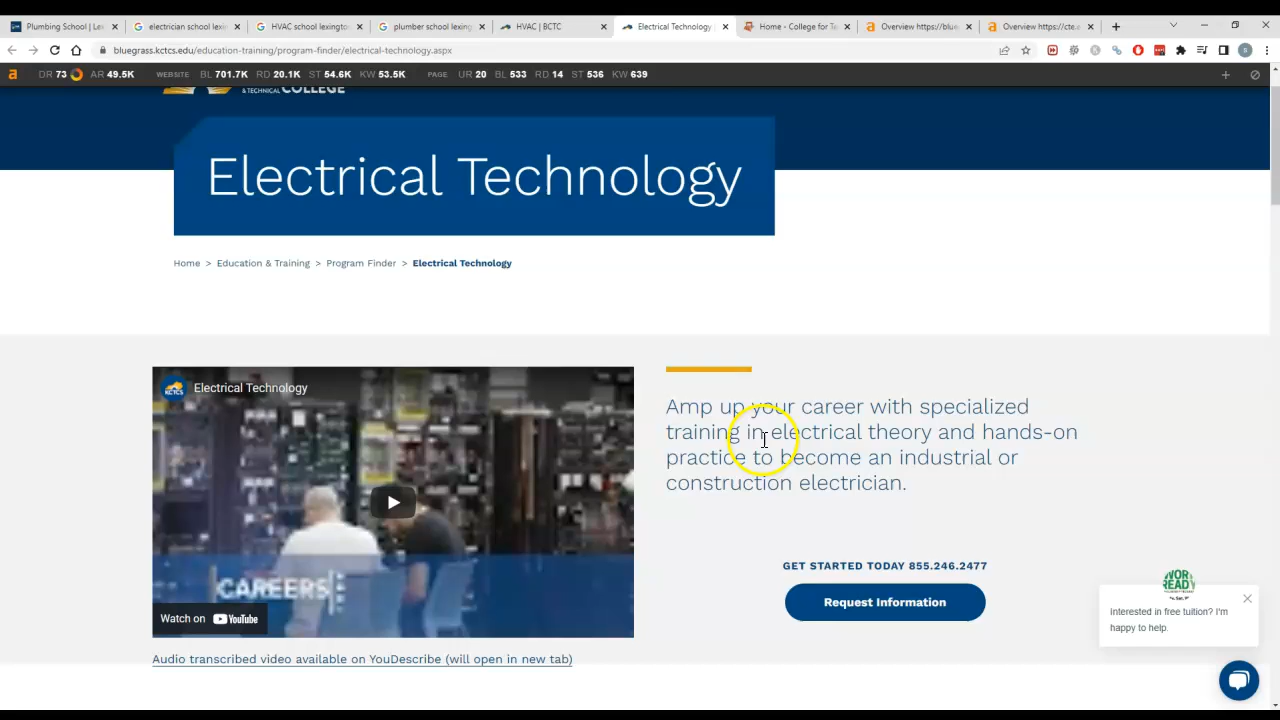 Plumbing School | Le
electrician school lexi
HVAC school lexingto
plumber school lexing
HVAC | BCTC
Electrical Technology
Home - College for Te
Overview https://blue
Overview https://cte.
bluegrass.kctcs.edu/education-training/program-finder/electrical-technology.aspx
DR 73 AR 49.5K WEBSITE BL 701.7K RD 20.1K ST 54.6K KW 53.5K PAGE UR 20 BL 533 RD 14 ST 536 KW 639
& TECHNICAL COLLEGE
Electrical Technology
Home > Education & Training > Program Finder > Electrical Technology
KCTCS
Electrical Technology
CAREERS
Watch on YouTube
Audio transcribed video available on YouDescribe (will open in new tab)
Amp up your career with specialized
training in electrical theory and hands-on
practice to become an industrial or
construction electrician.
GET STARTED TODAY 855.246.2477
Request Information
WOR
READY
Interested in free tuition? I'm
happy to help.